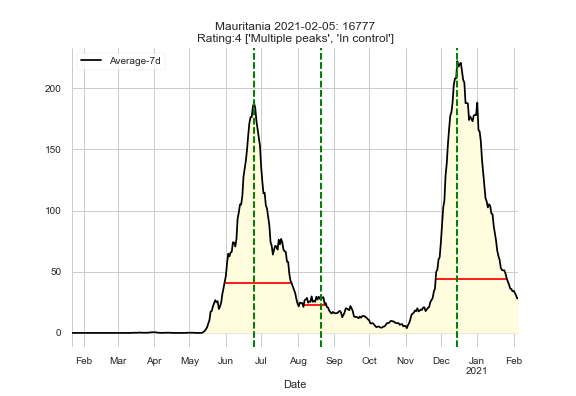 Mauritania 2021-02-05: 16777
Rating:4 ['Multiple peaks', 'In control']
Average-7d
200
150
100
50
0
Feb Mar Apr May Jun Jul Aug Sep Oct Nov Dec Jan Feb
2021
Date